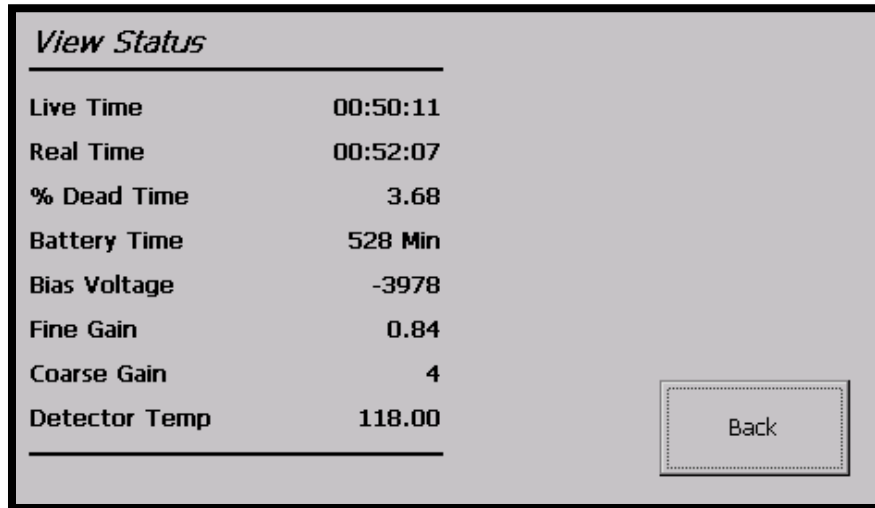 View Status
Live Time 00:50:11
Real Time 00:52:07
% Dead Time 3.68
Battery Time 528 Min
Bias Voltage -3978
Fine Gain 0.84
Coarse Gain 4
Detector Temp 118.00
Back